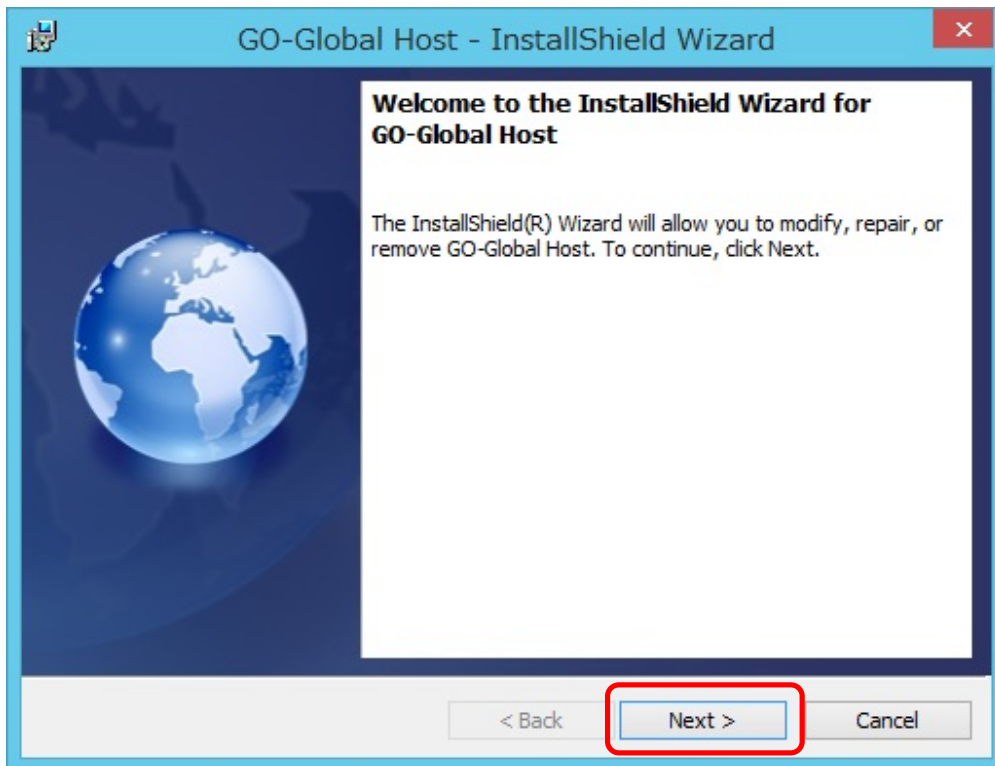 GO-Global Host - InstallShield Wizard
Welcome to the InstallShield Wizard for
GO-Global Host
The InstallShield(R) Wizard will allow you to modify, repair, or
remove GO-Global Host. To continue, click Next.
< Back Next > Cancel